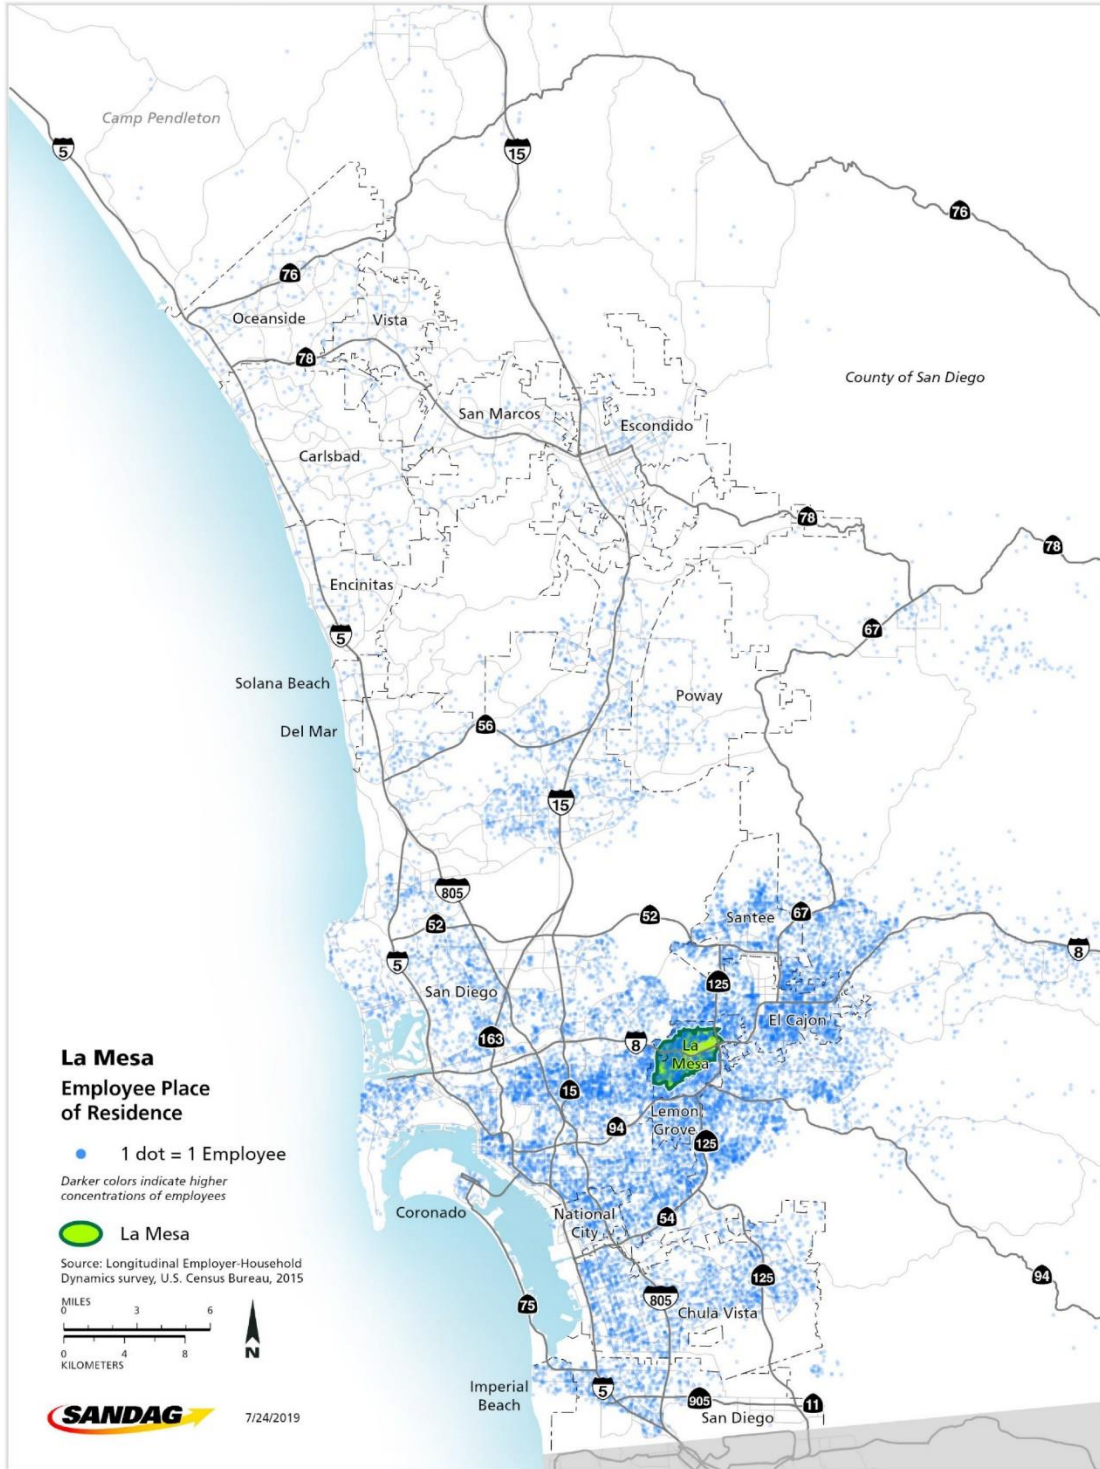 Camp Pendleton
5
15
76
76
Oceanside
Vista
78
County of San Diego
San Marcos
Escondido
Carlsbad
78
78
Encinitas
67
5
Solana Beach
Poway
Del Mar
56
15
805
Santee
67
52
52
8
5
125
San Diego
El Cajon
163
8
La
Mesa
15
Lemon
Grove
94
125
Coronado
National
City
54
94
125
75
805
Chula Vista
Imperial
Beach
5
905
11
San Diego
La Mesa
Employee Place
of Residence
1 dot = 1 Employee
Darker colors indicate higher
concentrations of employees
La Mesa
Source: Longitudinal Employer-Household
Dynamics survey, U.S. Census Bureau, 2015
MILES
0 3 6
0 4 8
KILOMETERS
N
SANDAG
7/24/2019